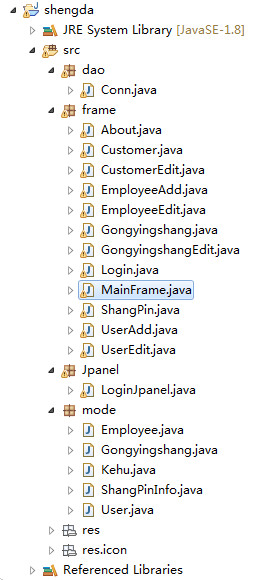 shengda
JRE System Library [JavaSE-1.8]
src
dao
Conn.java
frame
About.java
Customer.java
CustomerEdit.java
EmployeeAdd.java
EmployeeEdit.java
Gongyingshang.java
GongyingshangEdit.java
Login.java
MainFrame.java
ShangPin.java
UserAdd.java
UserEdit.java
Jpanel
LoginJpanel.java
mode
Employee.java
Gongyingshang.java
Kehu.java
ShangPinInfo.java
User.java
res
res.icon
Referenced Libraries